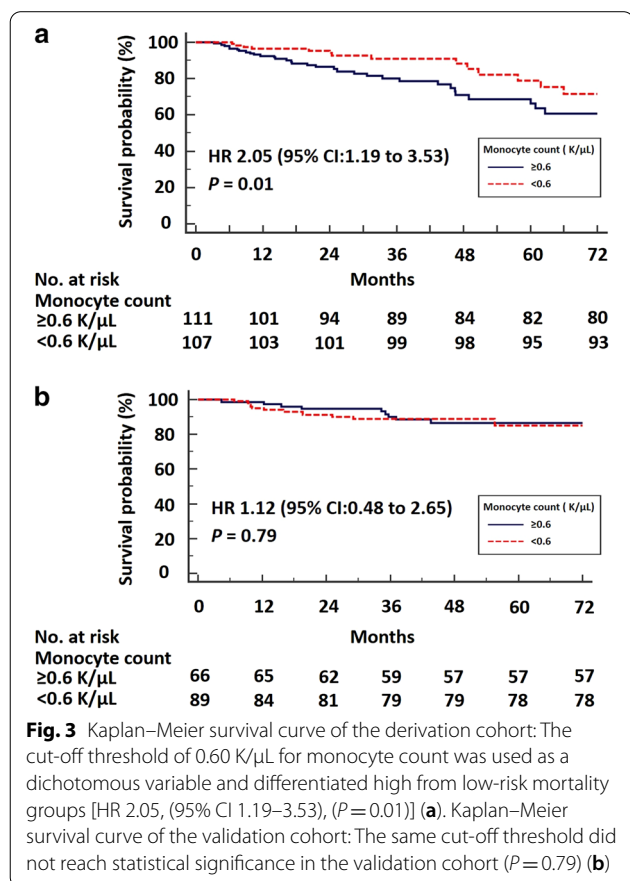 a
Survival probability (%)
100
80
60
40
20
0
HR 2.05 (95% CI:1.19 to 3.53)
P = 0.01
Monocyte count ( K/µL)
≥0.6
<0.6
0 12 24 36 48 60 72
No. at risk Months
Monocyte count
≥0.6 K/µL 111 101 94 89 84 82 80
<0.6 K/µL 107 103 101 99 98 95 93
b
Survival probability (%)
100
80
60
40
20
0
HR 1.12 (95% CI:0.48 to 2.65)
P = 0.79
Monocyte count ( K/µL)
≥0.6
<0.6
0 12 24 36 48 60 72
No. at risk Months
Monocyte count
≥0.6 K/µL 66 65 62 59 57 57 57
<0.6 K/µL 89 84 81 79 79 78 78
Fig. 3 Kaplan–Meier survival curve of the derivation cohort: The
cut-off threshold of 0.60 K/µL for monocyte count was used as a
dichotomous variable and differentiated high from low-risk mortality
groups [HR 2.05, (95% CI 1.19–3.53), (P = 0.01)] (a). Kaplan–Meier
survival curve of the validation cohort: The same cut-off threshold did
not reach statistical significance in the validation cohort (P = 0.79) (b)